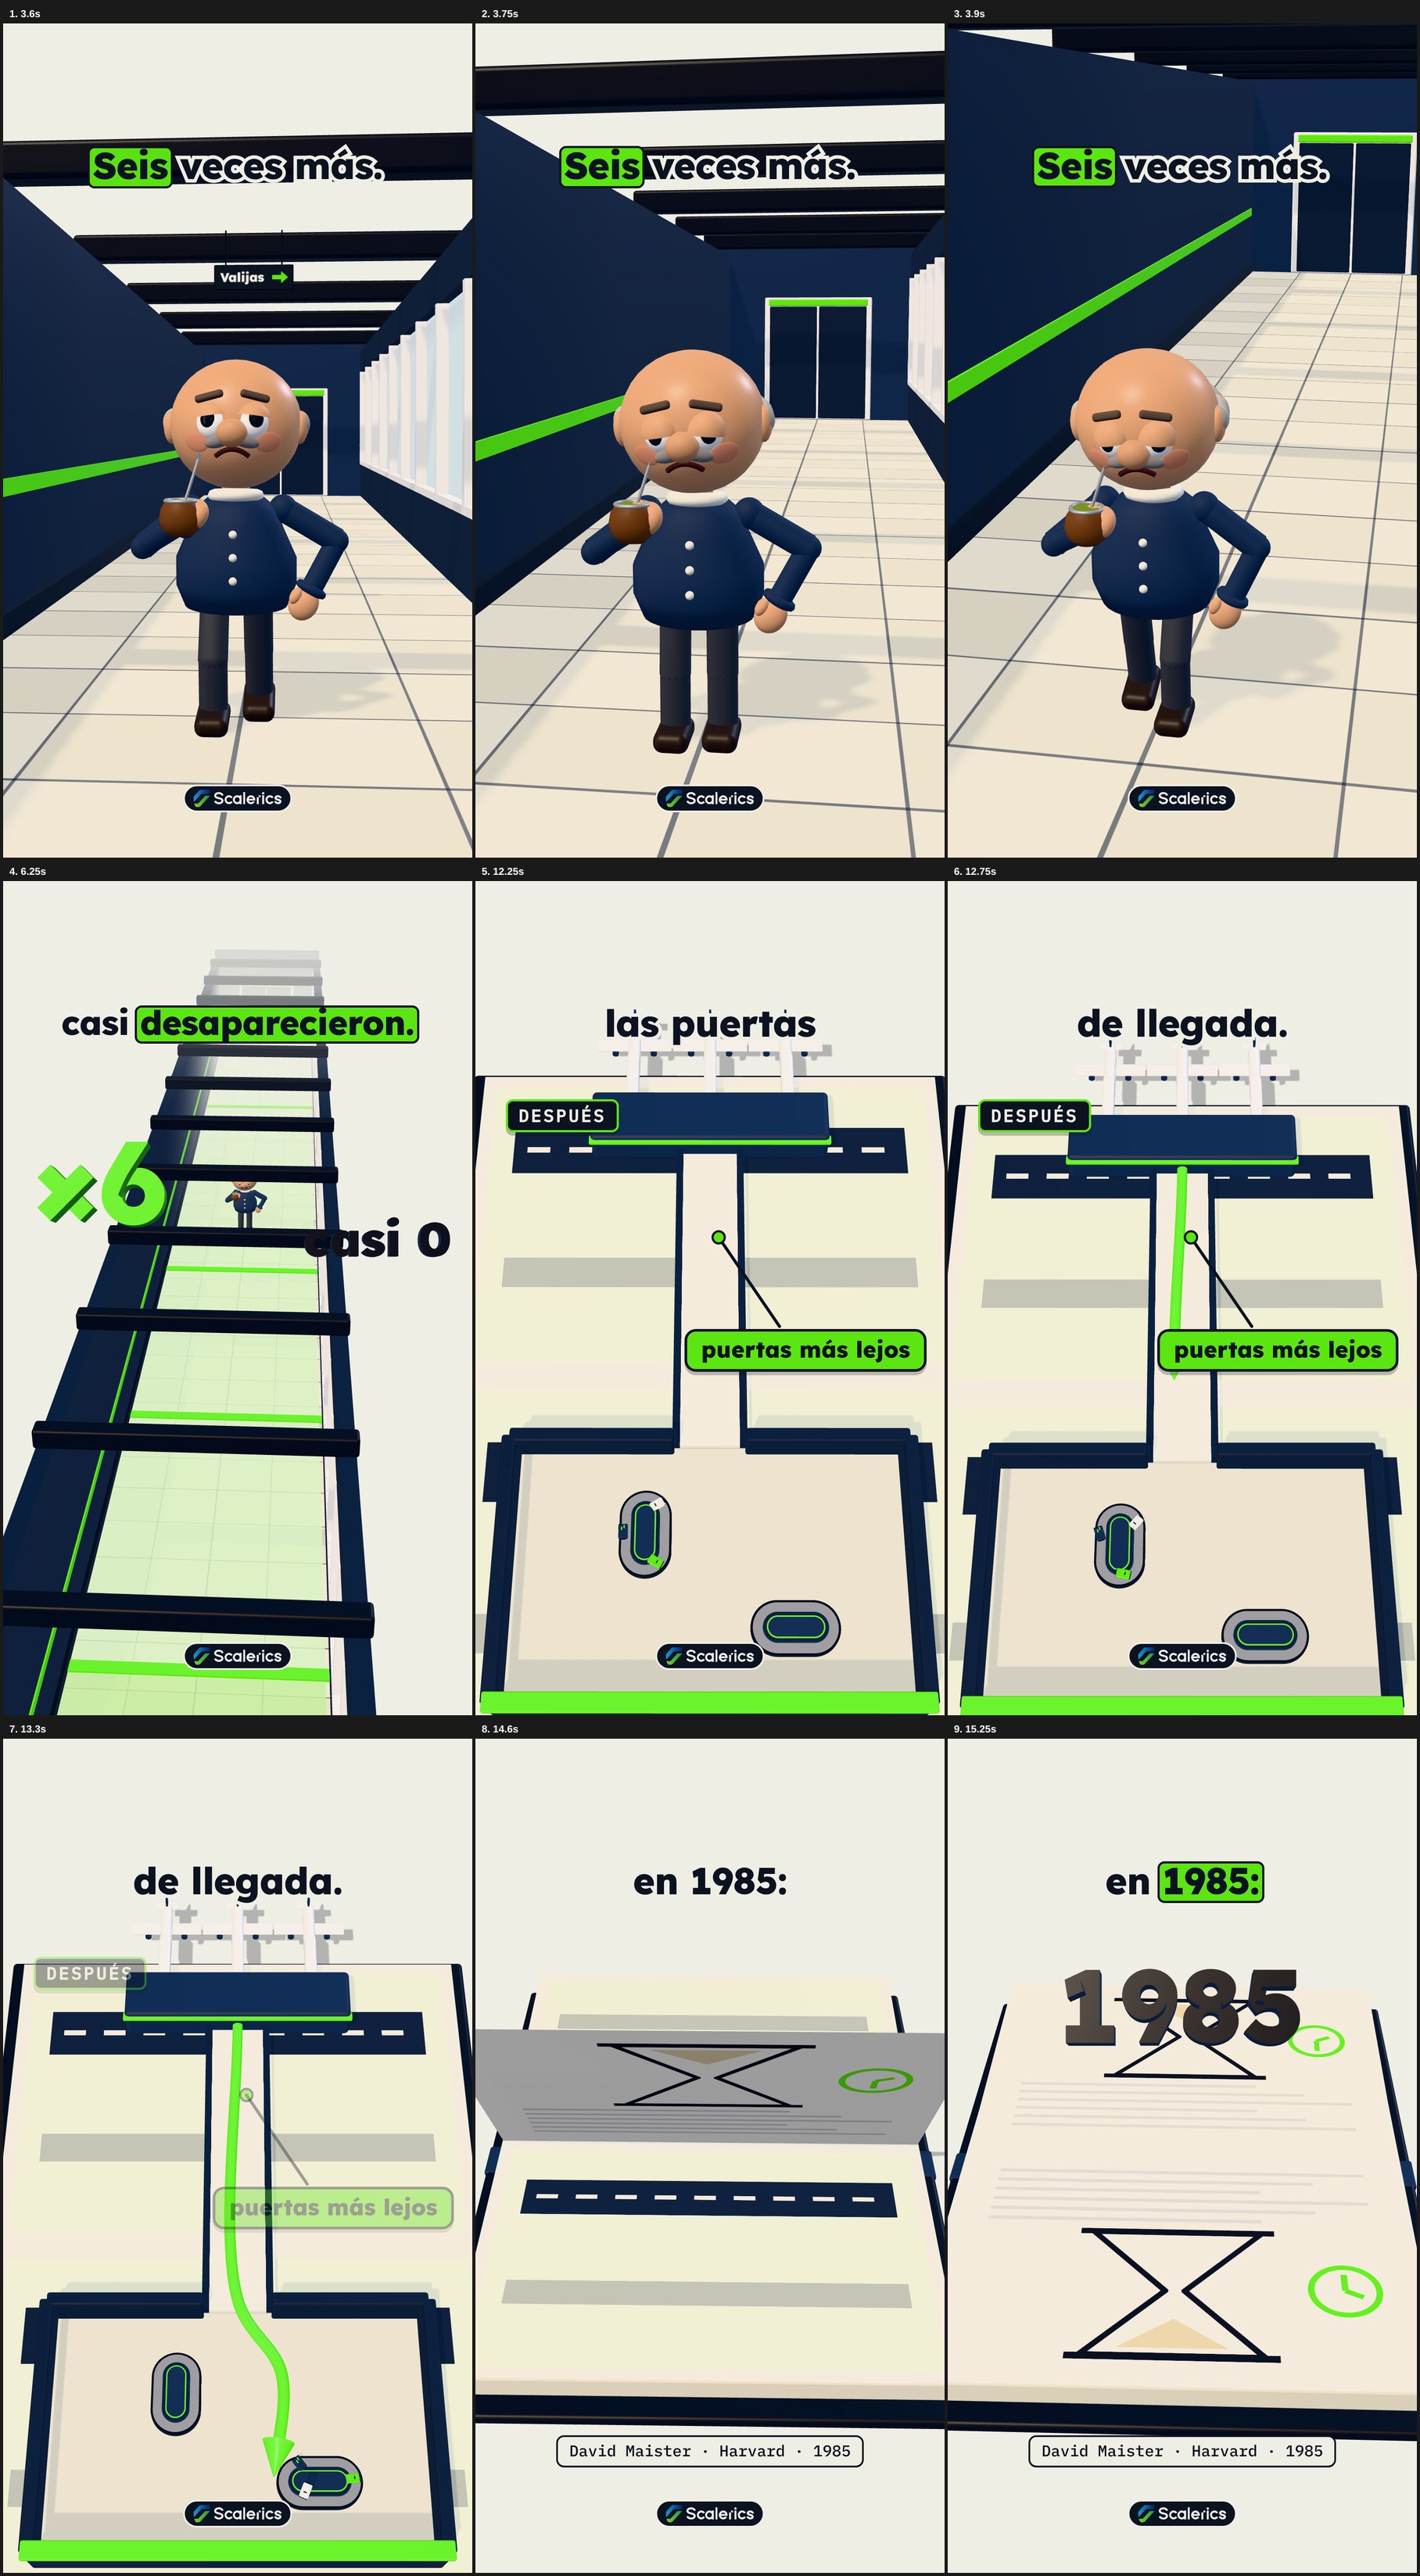 1. 3.6s
Seis veces más.
Valijas
Scalerics
2. 3.75s
Seis veces más.
Scalerics
3. 3.9s
Seis veces más.
Scalerics
4. 6.25s
casi desaparecieron.
x6
casi 0
Scalerics
5. 12.25s
las puertas
DESPUÉS
puertas más lejos
Scalerics
6. 12.75s
de llegada.
DESPUÉS
puertas más lejos
Scalerics
7. 13.3s
de llegada.
DESPUÉS
puertas más lejos
Scalerics
8. 14.6s
en 1985:
David Maister · Harvard · 1985
Scalerics
9. 15.25s
en 1985:
1985
David Maister · Harvard · 1985
Scalerics